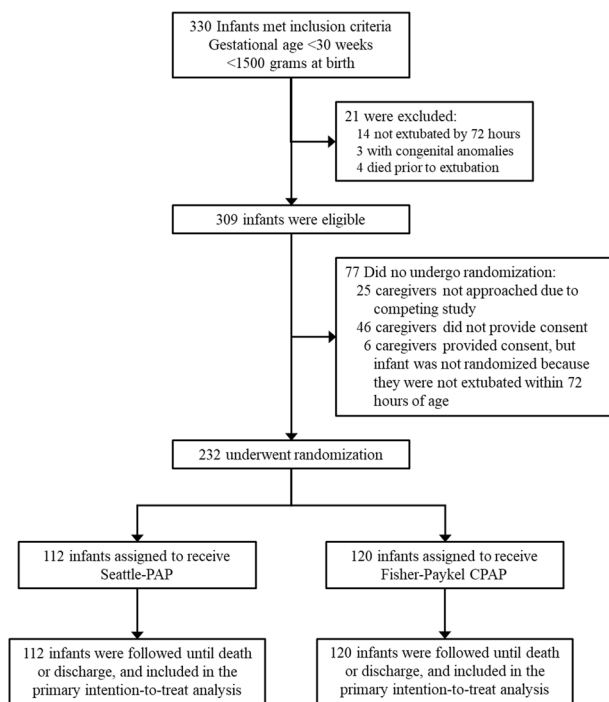 330 Infants met inclusion criteria
Gestational age <30 weeks
<1500 grams at birth
21 were excluded:
14 not extubated by 72 hours
3 with congenital anomalies
4 died prior to extubation
309 infants were eligible
77 Did no undergo randomization:
25 caregivers not approached due to
competing study
46 caregivers did not provide consent
6 caregivers provided consent, but
infant was not randomized because
they were not extubated within 72
hours of age
232 underwent randomization
112 infants assigned to receive
Seattle-PAP
120 infants assigned to receive
Fisher-Paykel CPAP
112 infants were followed until death
or discharge, and included in the
primary intention-to-treat analysis
120 infants were followed until death
or discharge, and included in the
primary intention-to-treat analysis